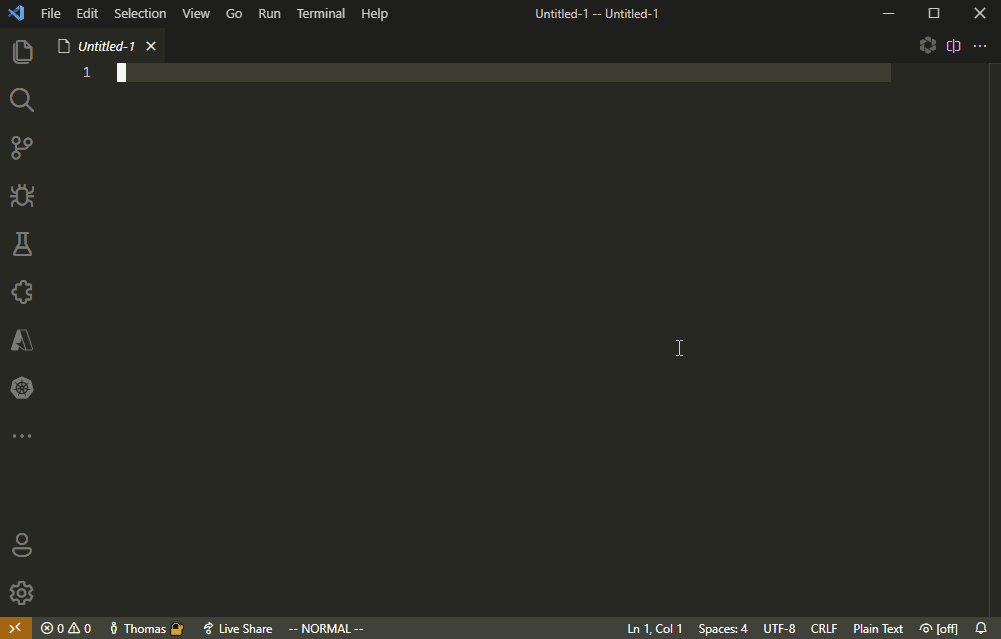 File Edit Selection View Go Run Terminal Help Untitled-1 -- Untitled-1
Untitled-1
1
0 0 Thomas Live Share -- NORMAL -- Ln 1, Col 1 Spaces: 4 UTF-8 CRLF Plain Text [off]